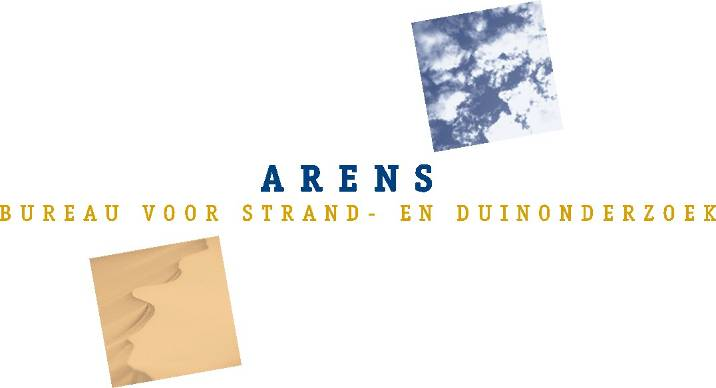 ARENS
BUREAU VOOR STRAND- EN DUINONDERZOEK